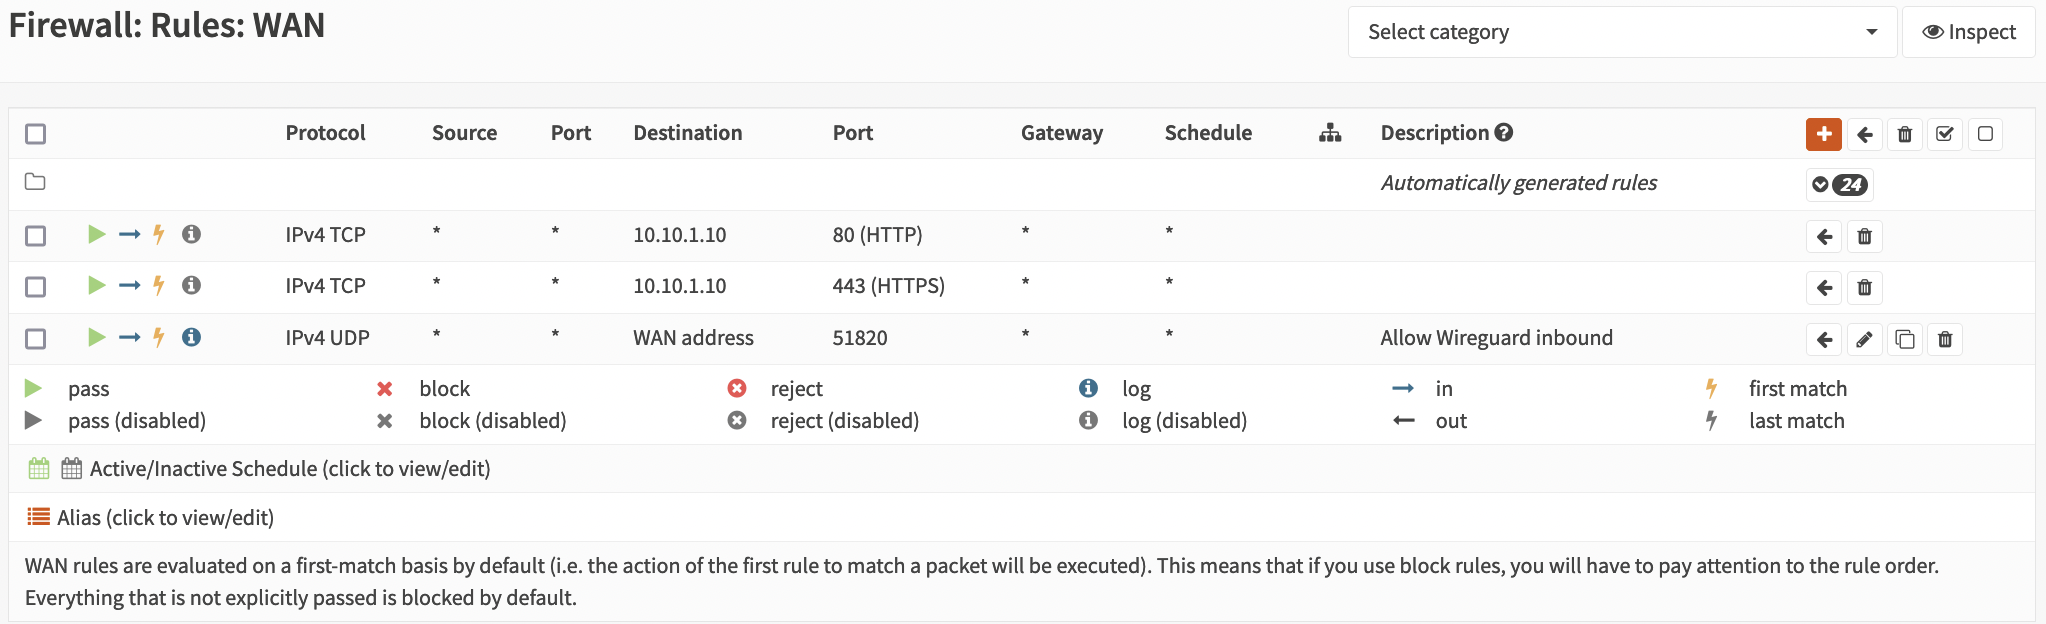 Firewall: Rules: WAN
Select category Inspect
Protocol Source Port Destination Port Gateway Schedule Description
Automatically generated rules 24
IPv4 TCP * * 10.10.1.10 80 (HTTP) * *
IPv4 TCP * * 10.10.1.10 443 (HTTPS) * *
IPv4 UDP * * WAN address 51820 * * Allow Wireguard inbound
pass block reject log in first match
pass (disabled) block (disabled) reject (disabled) log (disabled) out last match
Active/Inactive Schedule (click to view/edit)
Alias (click to view/edit)
WAN rules are evaluated on a first-match basis by default (i.e. the action of the first rule to match a packet will be executed). This means that if you use block rules, you will have to pay attention to the rule order.
Everything that is not explicitly passed is blocked by default.